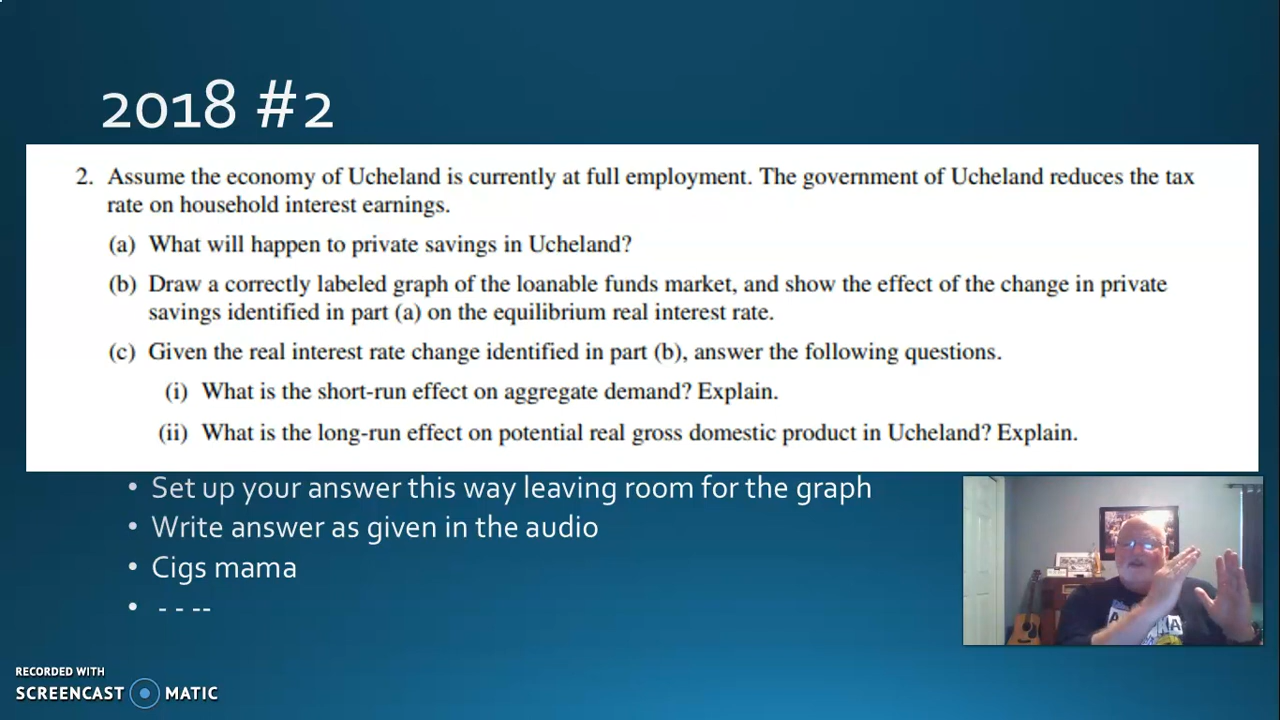 2018 #2
2. Assume the economy of Ucheland is currently at full employment. The government of Ucheland reduces the tax
rate on household interest earnings.
(a) What will happen to private savings in Ucheland?
(b) Draw a correctly labeled graph of the loanable funds market, and show the effect of the change in private
savings identified in part (a) on the equilibrium real interest rate.
(c) Given the real interest rate change identified in part (b), answer the following questions.
(i) What is the short-run effect on aggregate demand? Explain.
(ii) What is the long-run effect on potential real gross domestic product in Ucheland? Explain.
• Set up your answer this way leaving room for the graph
• Write answer as given in the audio
• Cigs mama
• - - --
RECORDED WITH
SCREENCAST MATIC